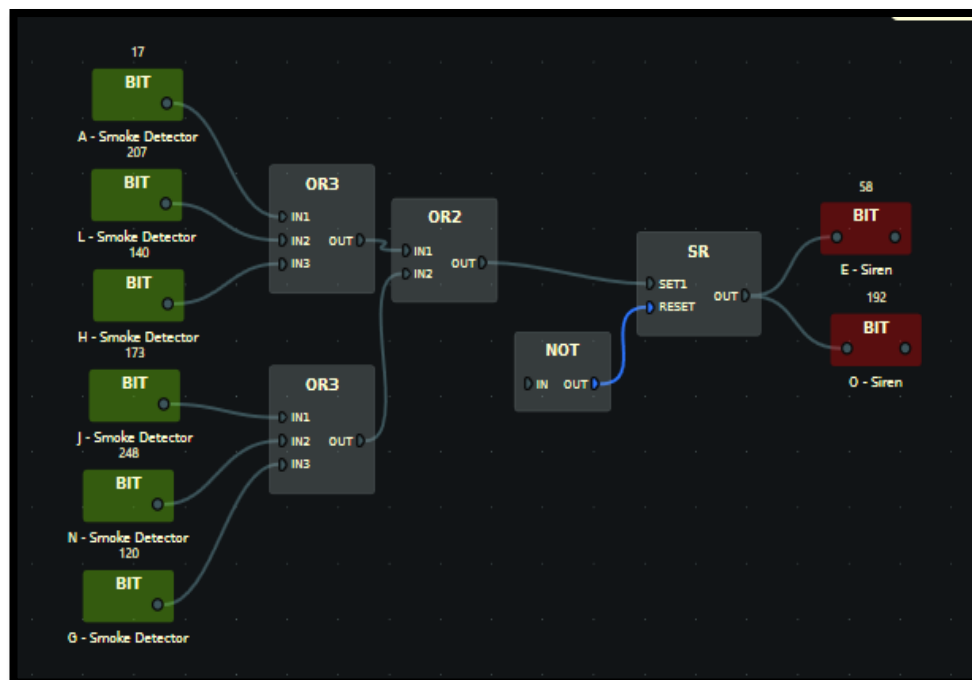 17
BIT
A - Smoke Detector
207
BIT
L - Smoke Detector
140
BIT
H - Smoke Detector
173
BIT
J - Smoke Detector
248
BIT
N - Smoke Detector
120
BIT
G - Smoke Detector
OR3
IN1
IN2 OUT
IN3
OR3
IN1
IN2 OUT
IN3
OR2
IN1
OUT
IN2
NOT
IN OUT
SR
SET1
OUT
RESET
58
BIT
E - Siren
192
BIT
O - Siren